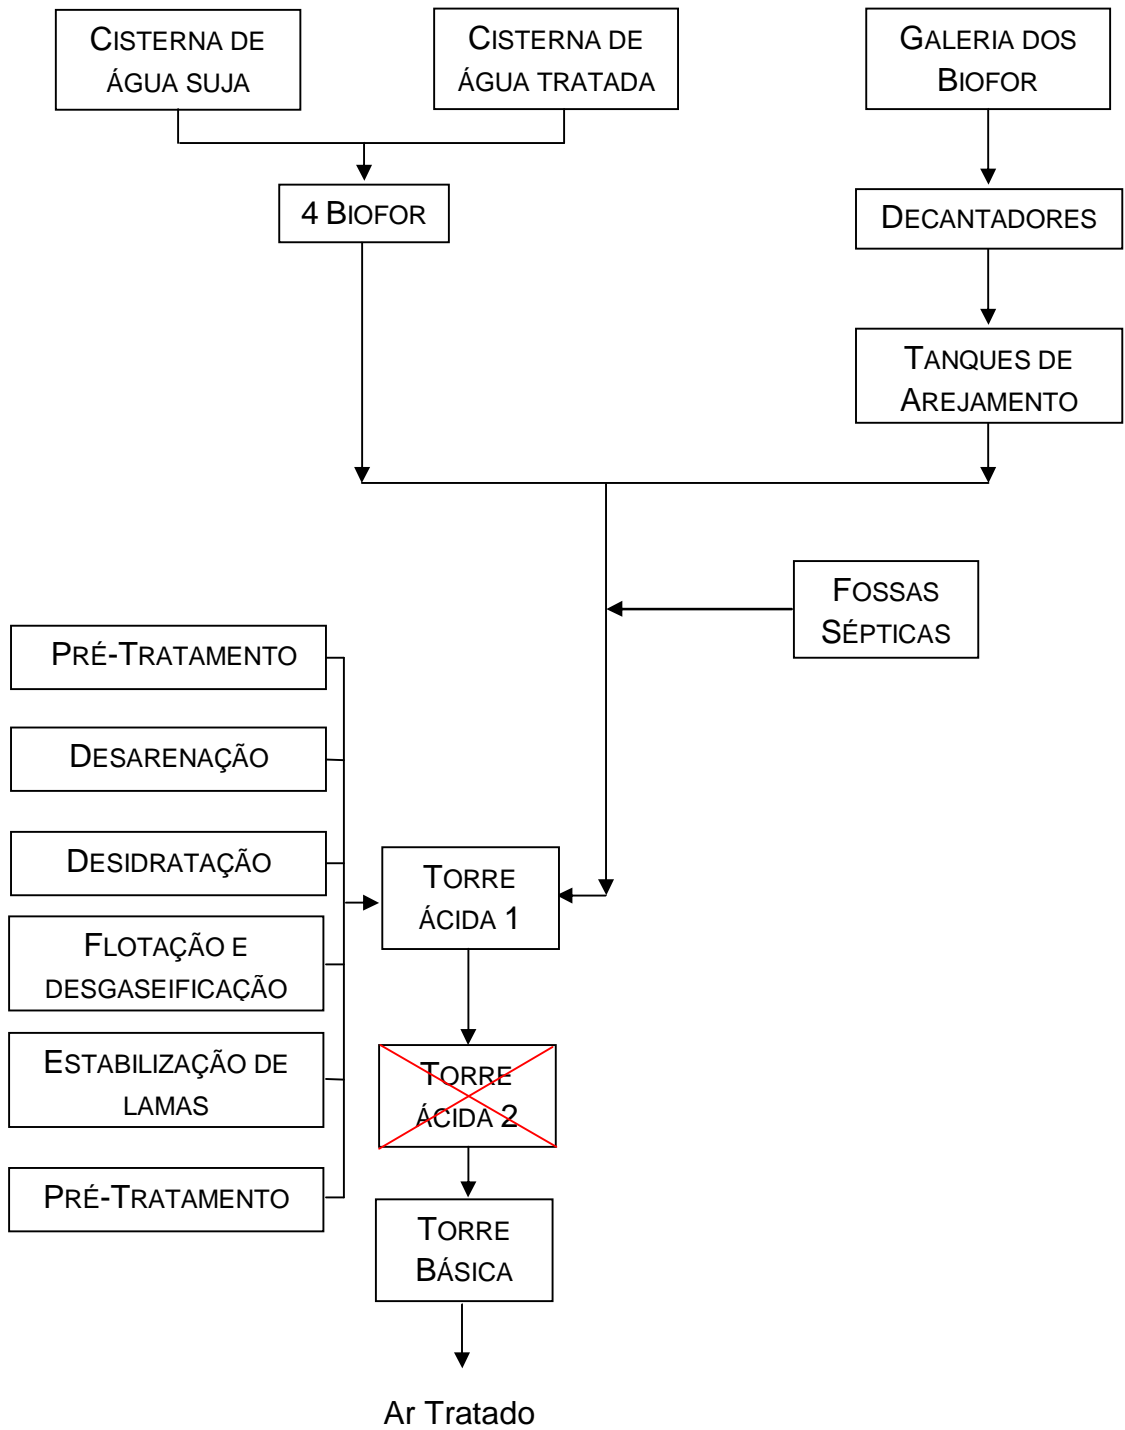 CISTERNA DE
ÁGUA SUJA
CISTERNA DE
ÁGUA TRATADA
GALERIA DOS
BIOFOR
4 BIOFOR
DECANTADORES
TANQUES DE
AREJAMENTO
FOSSAS
SÉPTICAS
PRÉ-TRATAMENTO
DESARENAÇÃO
DESIDRATAÇÃO
FLOTAÇÃO E
DESGASEIFICAÇÃO
ESTABILIZAÇÃO DE
LAMAS
PRÉ-TRATAMENTO
TORRE
ÁCIDA 1
TORRE
ÁCIDA 2
TORRE
BÁSICA
Ar Tratado